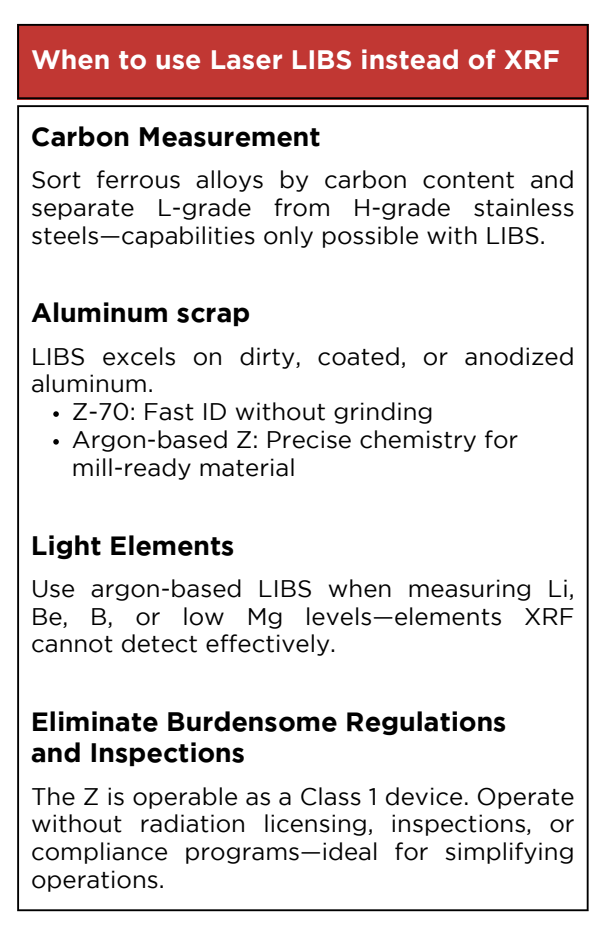 When to use Laser LIBS instead of XRF
Carbon Measurement
Sort ferrous alloys by carbon content and
separate L-grade from H-grade stainless
steels—capabilities only possible with LIBS.
Aluminum scrap
LIBS excels on dirty, coated, or anodized
aluminum.
• Z-70: Fast ID without grinding
• Argon-based Z: Precise chemistry for
mill-ready material
Light Elements
Use argon-based LIBS when measuring Li,
Be, B, or low Mg levels—elements XRF
cannot detect effectively.
Eliminate Burdensome Regulations
and Inspections
The Z is operable as a Class 1 device. Operate
without radiation licensing, inspections, or
compliance programs—ideal for simplifying
operations.